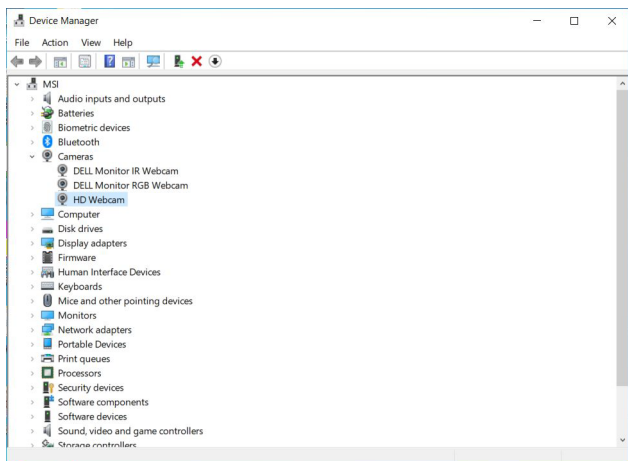 Device Manager
File Action View Help
MSI
Audio inputs and outputs
Batteries
Biometric devices
Bluetooth
Cameras
DELL Monitor IR Webcam
DELL Monitor RGB Webcam
HD Webcam
Computer
Disk drives
Display adapters
Firmware
Human Interface Devices
Keyboards
Mice and other pointing devices
Monitors
Network adapters
Portable Devices
Print queues
Processors
Security devices
Software components
Software devices
Sound, video and game controllers
Storage controllers